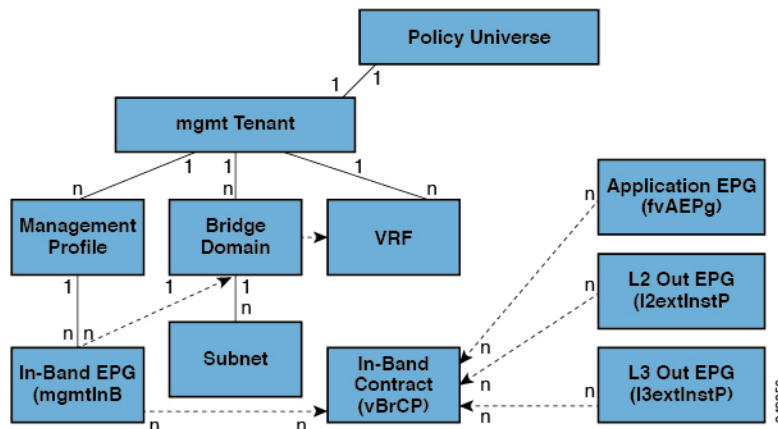 Policy Universe
1
1
mgmt Tenant
1
1
1
n
n
n
Management
Profile
Bridge
Domain
VRF
Application EPG
(fvAEPg)
n
1
1
1
n
n
n
L2 Out EPG
(l2extInstP
n
In-Band EPG
(mgmtInB
Subnet
In-Band
Contract
(vBrCP)
L3 Out EPG
(l3extInstP)
n
n
n
n
n
n